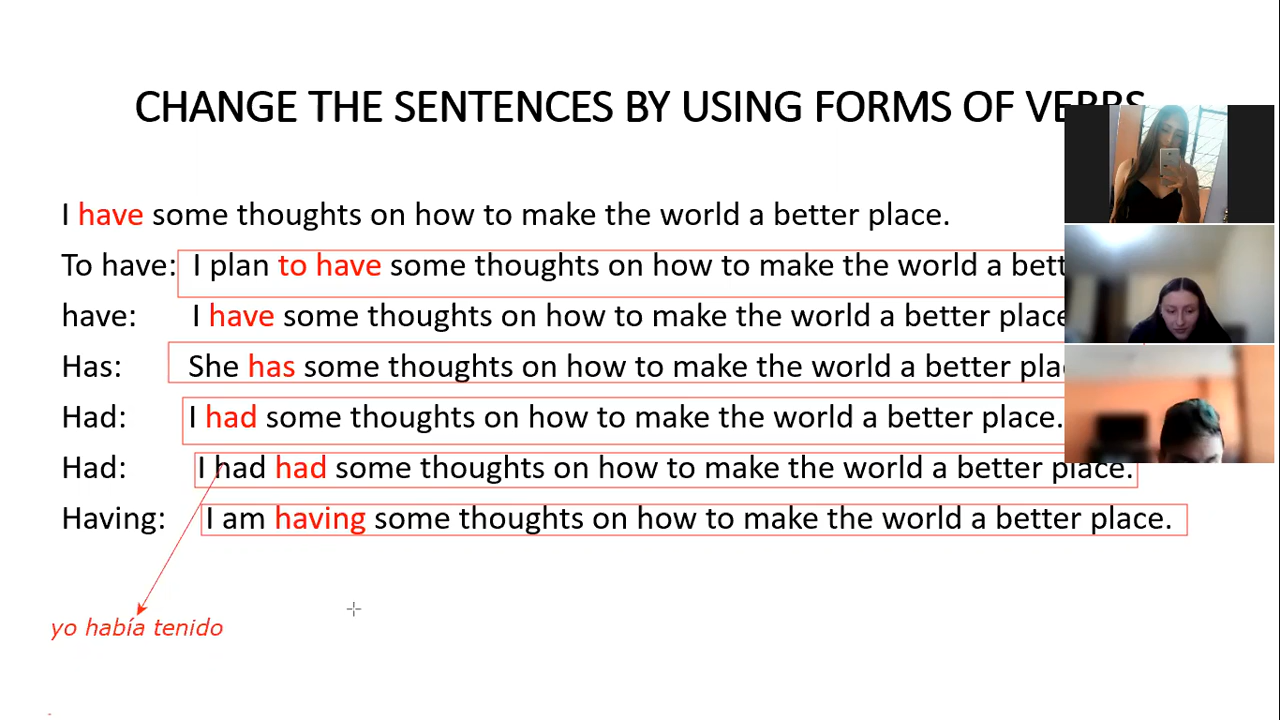 CHANGE THE SENTENCES BY USING FORMS OF VERBS
I have some thoughts on how to make the world a better place.
To have: I plan to have some thoughts on how to make the world a
have: I have some thoughts on how to make the world a better place
Has: She has some thoughts on how to make the world a better
Had: I had some thoughts on how to make the world a better place.
Had: I had had some thoughts on how to make the world a better place.
Having: I am having some thoughts on how to make the world a better place.
yo había tenido